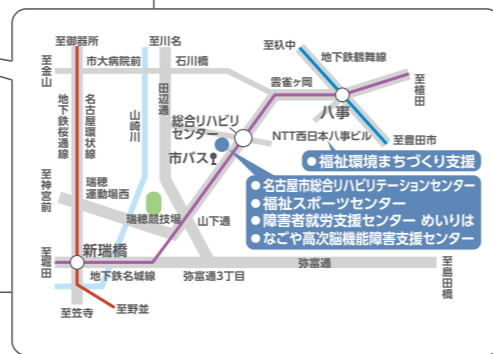 至御器所
至川名
至杁中
地下鉄鶴舞線
至金山
市大病院前
石川橋
雲雀ヶ岡
至植田
八事
地下鉄桜通線
名古屋環状線
山崎川
田辺通
総合リハビリ
センター
NTT西日本八事ビル
至豊田市
市バス
●福祉環境まちづくり支援
至神宮前
瑞穂
運動場西
瑞穂競技場
山下通
●名古屋市総合リハビリテーションセンター
●福祉スポーツセンター
●障害者就労支援センター めいりは
●なごや高次脳機能障害支援センター
至堀田
新瑞橋
地下鉄名城線
弥富通3丁目
弥富通
至島田橋
至笠寺
至野並